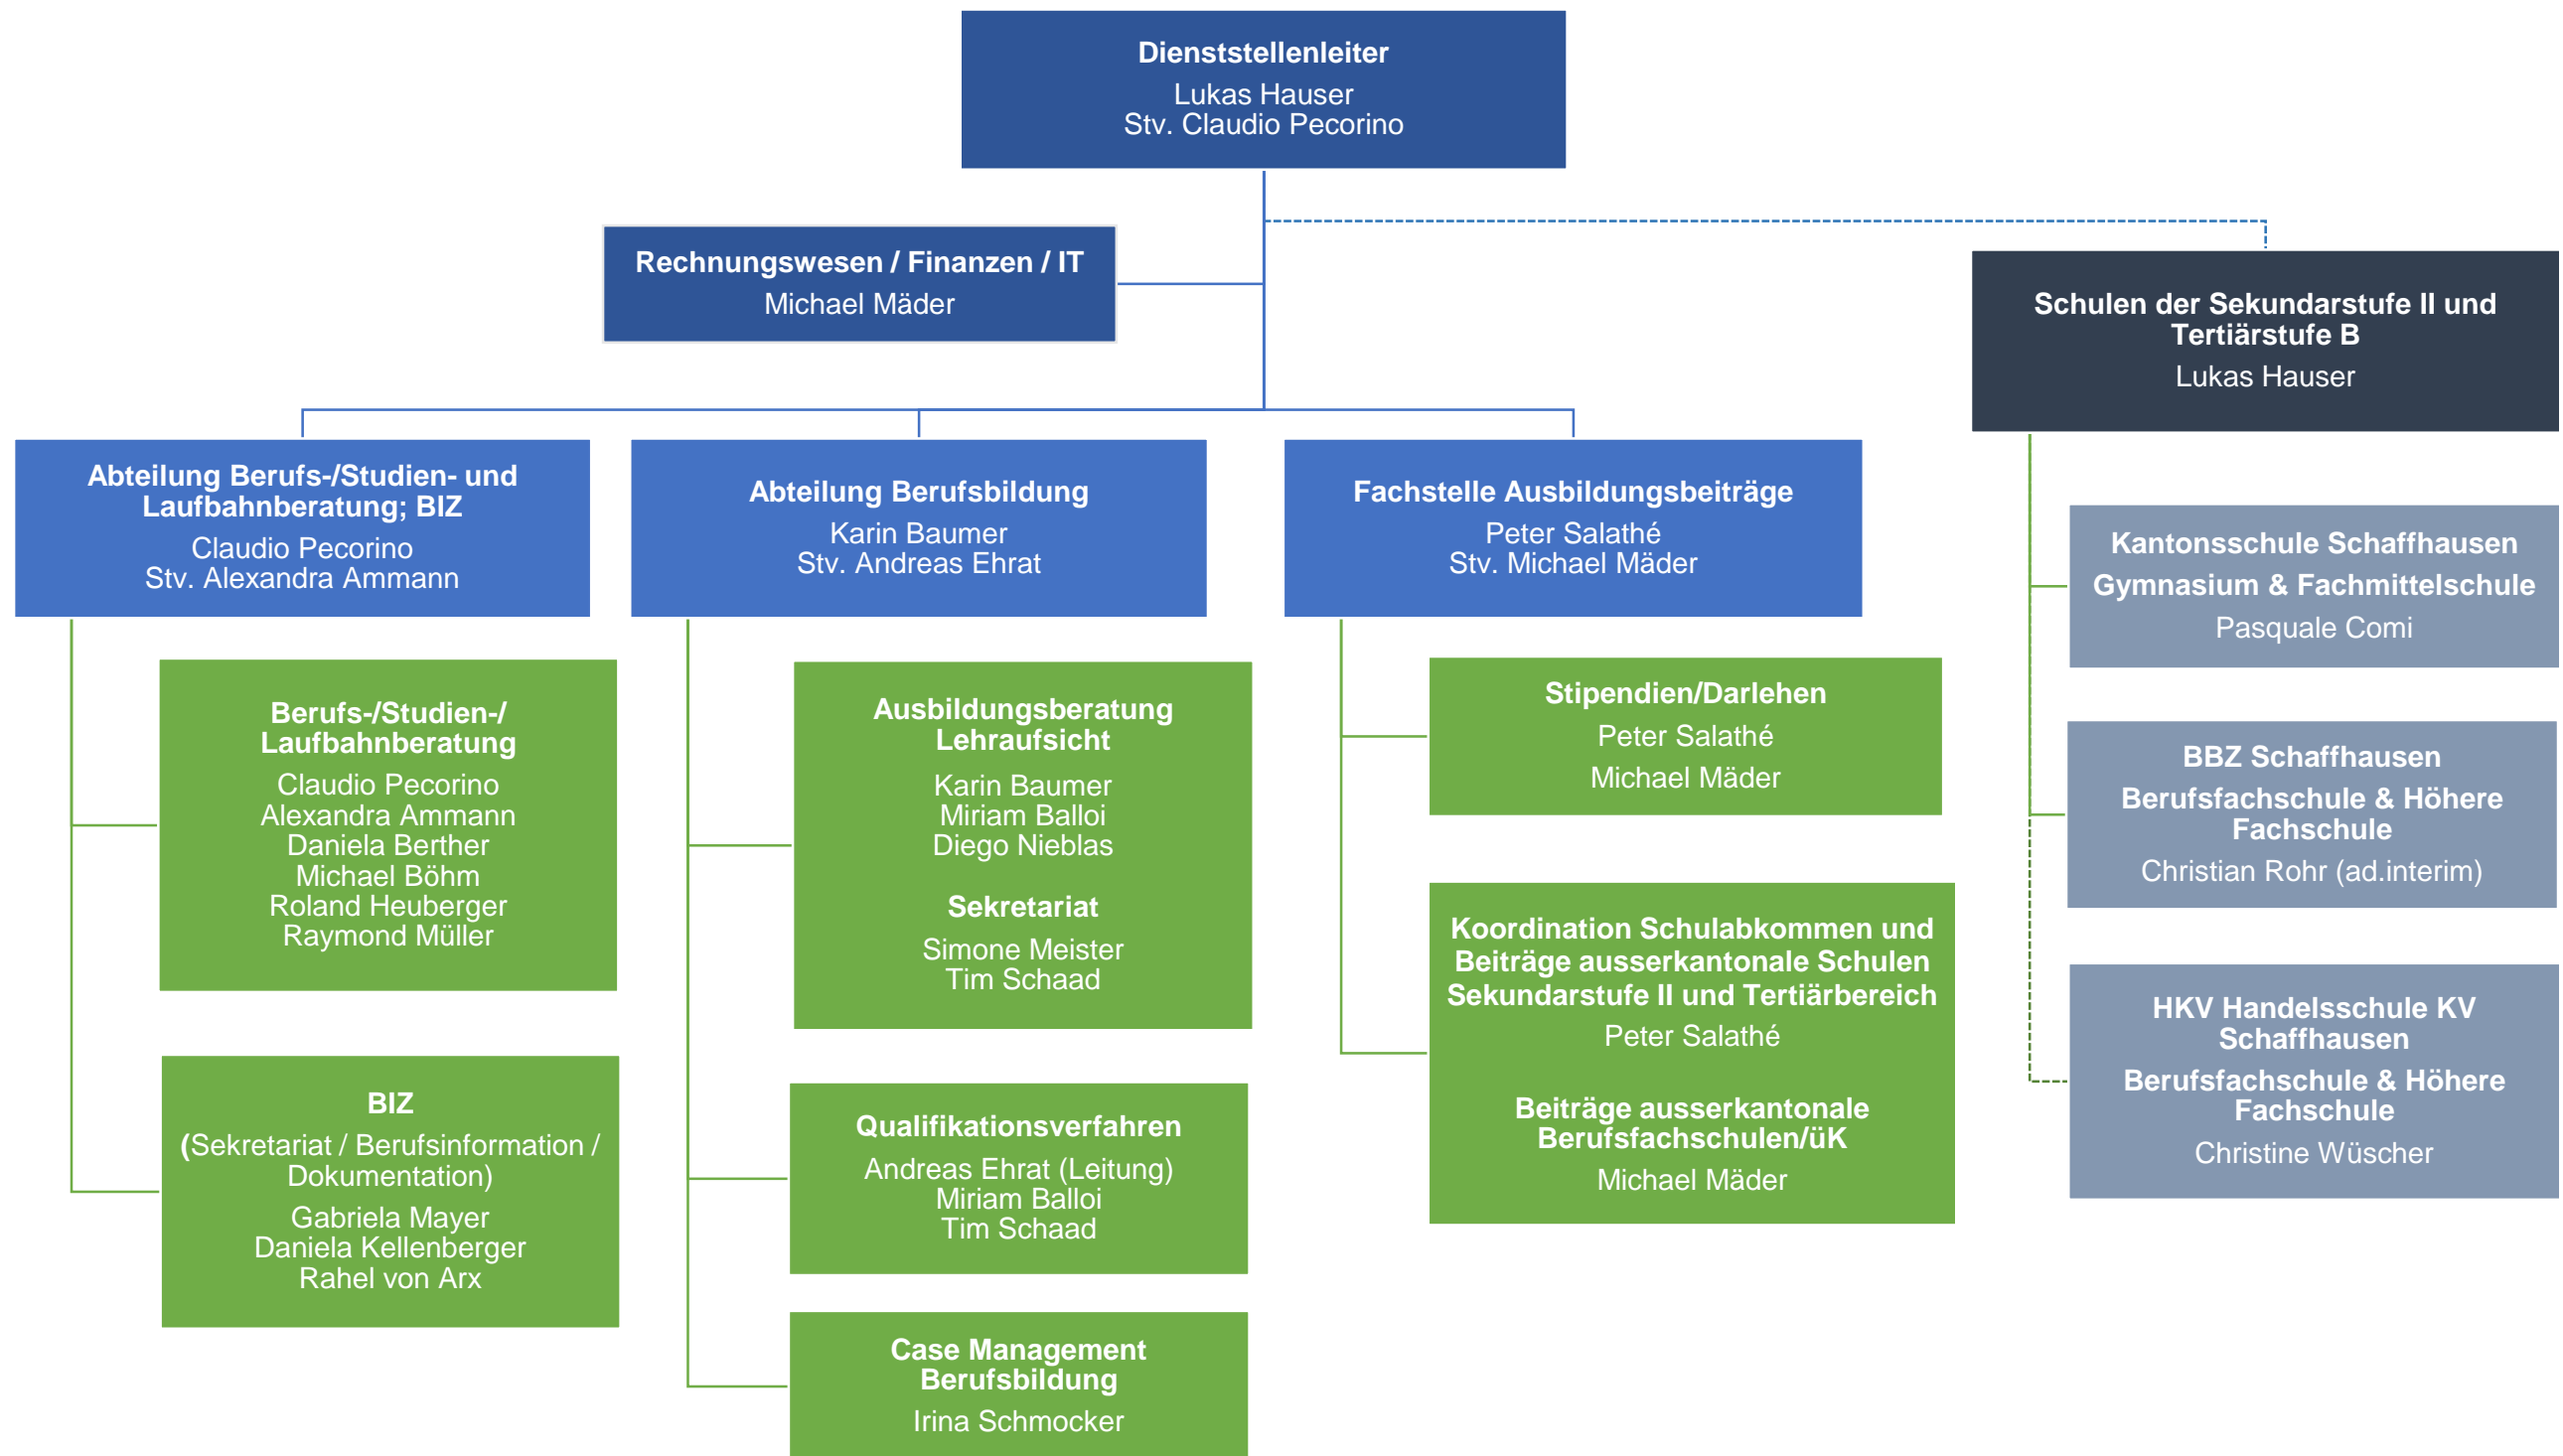 Dienststellenleiter
Lukas Hauser
Stv. Claudio Pecorino
Rechnungswesen / Finanzen / IT
Michael Mäder
Schulen der Sekundarstufe II und
Tertiärstufe B
Lukas Hauser
Abteilung Berufs-/Studien- und
Laufbahnberatung; BIZ
Claudio Pecorino
Stv. Alexandra Ammann
Abteilung Berufsbildung
Karin Baumer
Stv. Andreas Ehrat
Fachstelle Ausbildungsbeiträge
Peter Salathé
Stv. Michael Mäder
Berufs-/Studien-/
Laufbahnberatung
Claudio Pecorino
Alexandra Ammann
Daniela Berther
Michael Böhm
Roland Heuberger
Raymond Müller
BIZ
(Sekretariat / Berufsinformation /
Dokumentation)
Gabriela Mayer
Daniela Kellenberger
Rahel von Arx
Ausbildungsberatung
Lehraufsicht
Karin Baumer
Miriam Balloi
Diego Nieblas
Sekretariat
Simone Meister
Tim Schaad
Qualifikationsverfahren
Andreas Ehrat (Leitung)
Miriam Balloi
Tim Schaad
Case Management
Berufsbildung
Irina Schmocker
Stipendien/Darlehen
Peter Salathé
Michael Mäder
Koordination Schulabkommen und
Beiträge ausserkantonale Schulen
Sekundarstufe II und Tertiärbereich
Peter Salathé
Beiträge ausserkantonale
Berufsfachschulen/üK
Michael Mäder
Kantonsschule Schaffhausen
Gymnasium & Fachmittelschule
Pasquale Comi
BBZ Schaffhausen
Berufsfachschule & Höhere
Fachschule
Christian Rohr (ad.interim)
HKV Handelsschule KV
Schaffhausen
Berufsfachschule & Höhere
Fachschule
Christine Wüscher